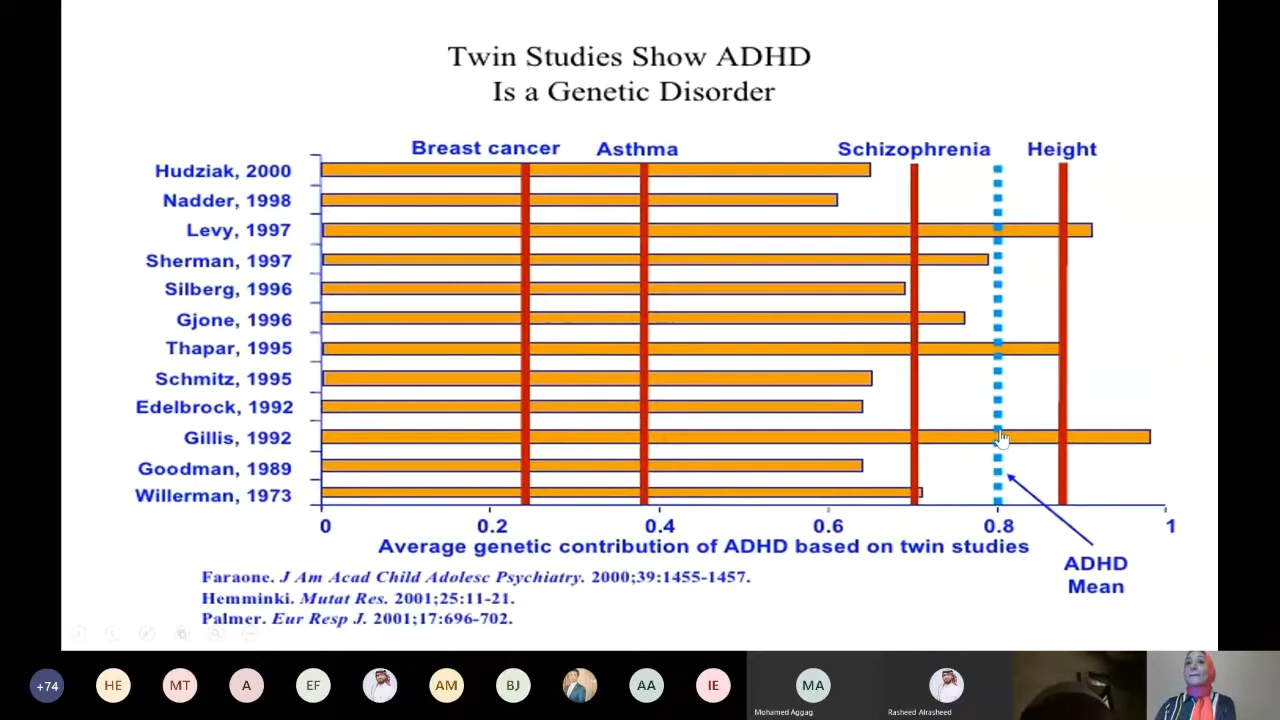 Twin Studies Show ADHD
Is a Genetic Disorder
Breast cancer
Asthma
Schizophrenia
Height
Hudziak, 2000
Nadder, 1998
Levy, 1997
Sherman, 1997
Silberg, 1996
Gjone, 1996
Thapar, 1995
Schmitz, 1995
Edelbrock, 1992
Gillis, 1992
Goodman, 1989
Willerman, 1973
0
0.2
0.4
0.6
0.8
1
Average genetic contribution of ADHD based on twin studies
ADHD
Mean
Faraone. J Am Acad Child Adolesc Psychiatry. 2000;39:1455-1457.
Hemminki. Mutat Res. 2001;25:11-21.
Palmer. Eur Resp J. 2001;17:696-702.
+74
HE
MT
A
EF
AM
BJ
AA
IE
MA
Mohamed Aggag
Rasheed Alrasheed